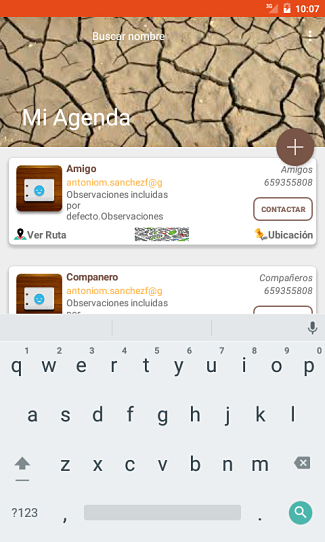 3G 10:07
Buscar nombre
Mi Agenda
Amigo
Amigos
antoniom.sanchezf@g
659355808
Observaciones incluidas
por
defecto.Observaciones
CONTACTAR
Ver Ruta
Ubicación
Companero
Compañeros
antoniom.sanchezf@g
659355808
Observaciones incluidas
q 1 w 2 e 3 r 4 t 5 y 6 u 7 i 8 o 9 p 0
a s d f g h j k l
z x c v b n m
?123 , .